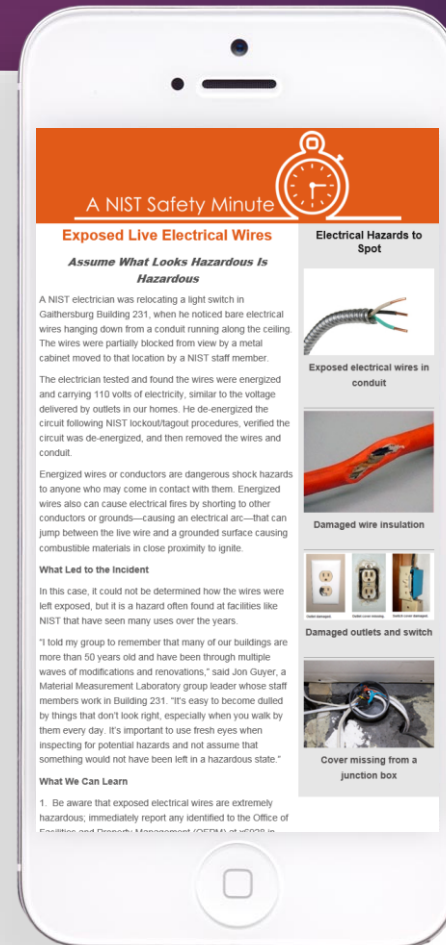 A NIST Safety Minute
Exposed Live Electrical Wires
Assume What Looks Hazardous Is
Hazardous
A NIST electrician was relocating a light switch in
Gaithersburg Building 231, when he noticed bare electrical
wires hanging down from a conduit running along the ceiling.
The wires were partially blocked from view by a metal
cabinet moved to that location by a NIST staff member.
The electrician tested and found the wires were energized
and carrying 110 volts of electricity, similar to the voltage
delivered by outlets in our homes. He de-energized the
circuit following NIST lockout/tagout procedures, verified the
circuit was de-energized, and then removed the wires and
conduit.
Energized wires or conductors are dangerous shock hazards
to anyone who may come in contact with them. Energized
wires also can cause electrical fires by shorting to other
conductors or grounds—causing an electrical arc—that can
jump between the live wire and a grounded surface causing
combustible materials in close proximity to ignite.
What Led to the Incident
In this case, it could not be determined how the wires were
left exposed, but it is a hazard often found at facilities like
NIST that have seen many uses over the years.
"I told my group to remember that many of our buildings are
more than 50 years old and have been through multiple
waves of modifications and renovations," said Jon Guyer, a
Material Measurement Laboratory group leader whose staff
members work in Building 231. "It's easy to become dulled
by things that don't look right, especially when you walk by
them every day. It's important to use fresh eyes when
inspecting for potential hazards and not assume that
something would not have been left in a hazardous state."
What We Can Learn
1. Be aware that exposed electrical wires are extremely
hazardous; immediately report any identified to the Office of
Facilities and Property Management (OFPM) at x6928 in
Electrical Hazards to
Spot
Exposed electrical wires in
conduit
Damaged wire insulation
Outlet damaged
Outlet cover missing
Switch cover damaged
Damaged outlets and switch
Cover missing from a
junction box